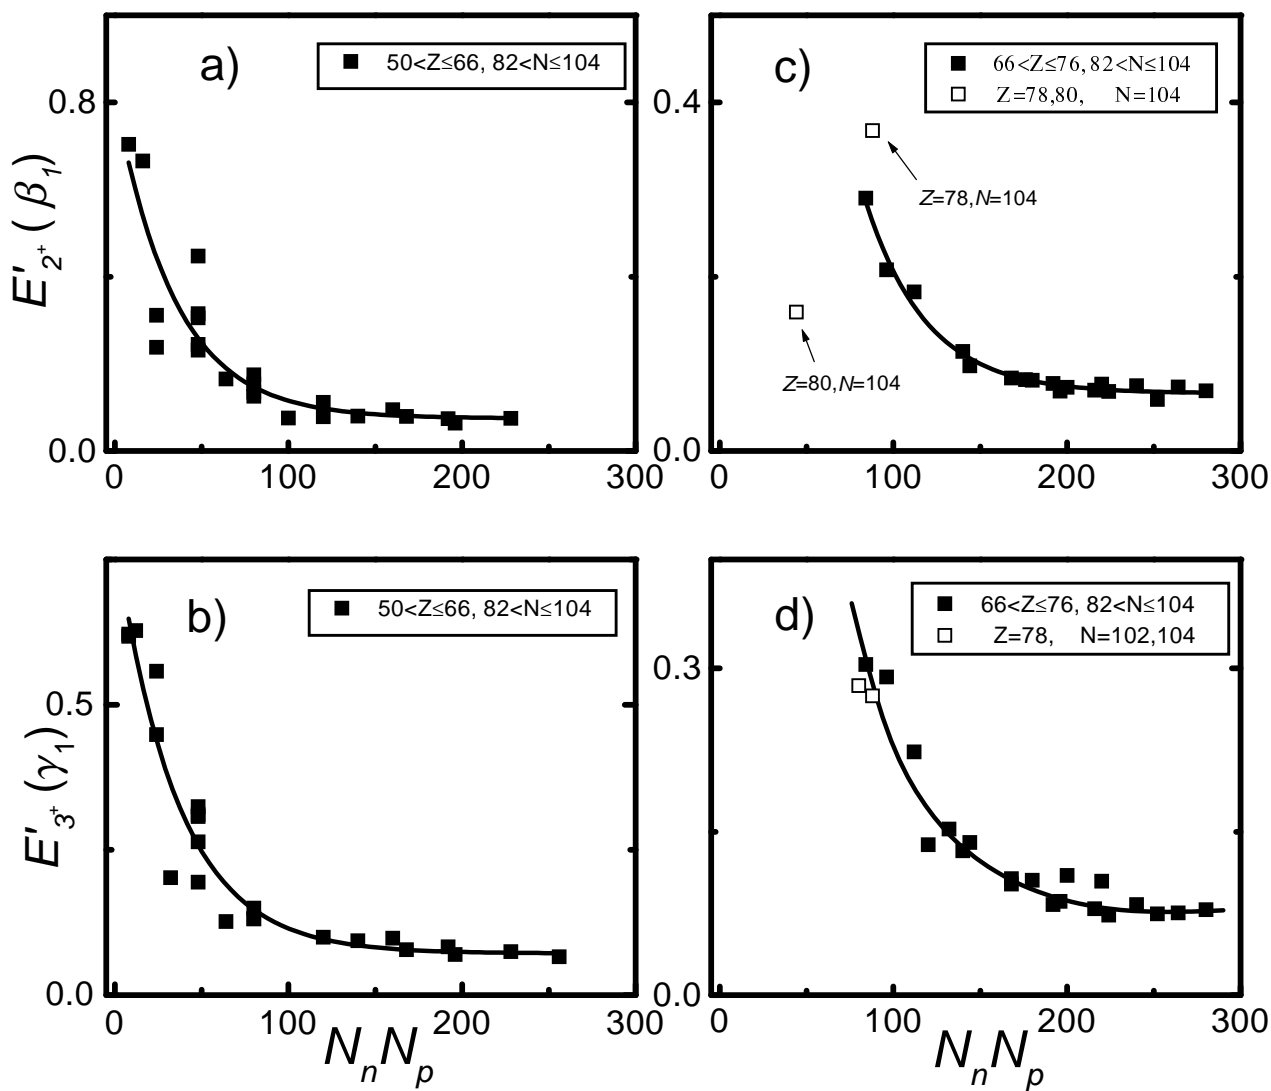 a)
50<Z≤66, 82<N≤104
0.8
0.0
E'2+ (β1)
0
100
200
300
c)
66<Z≤76, 82<N≤104
Z=78,80, N=104
0.4
0.0
Z=78,N=104
Z=80,N=104
0
100
200
300
b)
50<Z≤66, 82<N≤104
0.5
0.0
E'3+ (γ1)
0
100
200
300
NnNp
d)
66<Z≤76, 82<N≤104
Z=78, N=102,104
0.3
0.0
0
100
200
300
NnNp